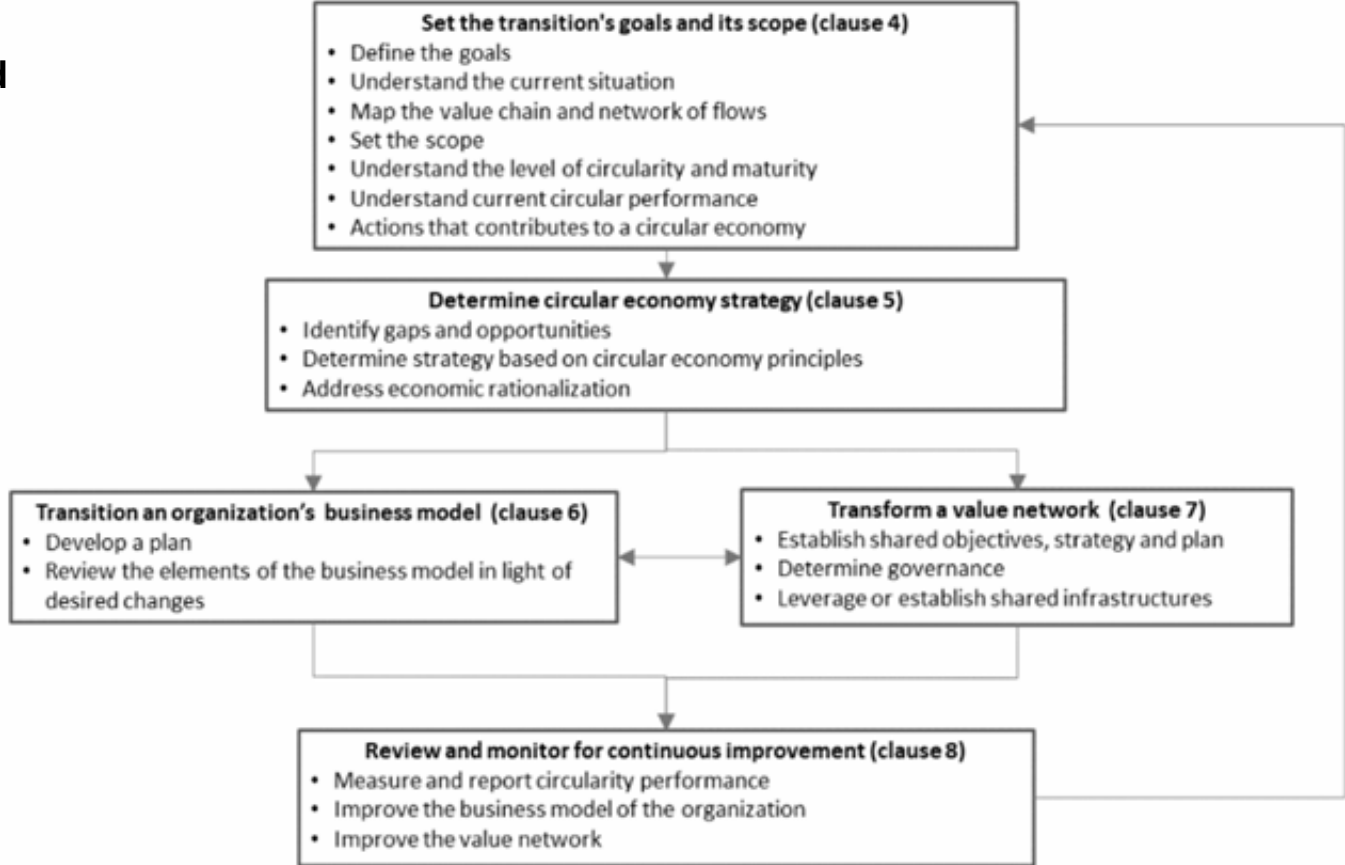 Set the transition's goals and its scope (clause 4)
• Define the goals
• Understand the current situation
• Map the value chain and network of flows
• Set the scope
• Understand the level of circularity and maturity
• Understand current circular performance
• Actions that contributes to a circular economy
Determine circular economy strategy (clause 5)
• Identify gaps and opportunities
• Determine strategy based on circular economy principles
• Address economic rationalization
Transition an organization's business model (clause 6)
• Develop a plan
• Review the elements of the business model in light of
desired changes
Transform a value network (clause 7)
• Establish shared objectives, strategy and plan
• Determine governance
• Leverage or establish shared infrastructures
Review and monitor for continuous improvement (clause 8)
• Measure and report circularity performance
• Improve the business model of the organization
• Improve the value network